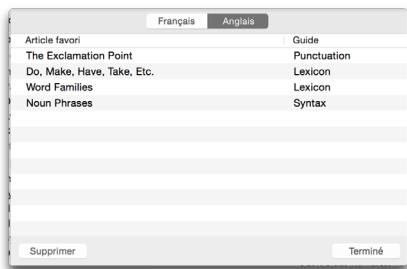 Français Anglais
Article favori Guide
The Exclamation Point Punctuation
Do, Make, Have, Take, Etc. Lexicon
Word Families Lexicon
Noun Phrases Syntax
Supprimer Terminé